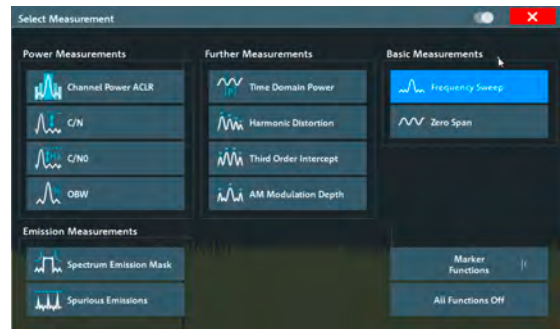 Select Measurement
Power Measurements
Channel Power ACLR
C/N
C/N0
OBW
Further Measurements
Time Domain Power
Harmonic Distortion
Third Order Intercept
AM Modulation Depth
Basic Measurements
Frequency Sweep
Zero Span
Emission Measurements
Spectrum Emission Mask
Spurious Emissions
Marker
Functions
All Functions Off